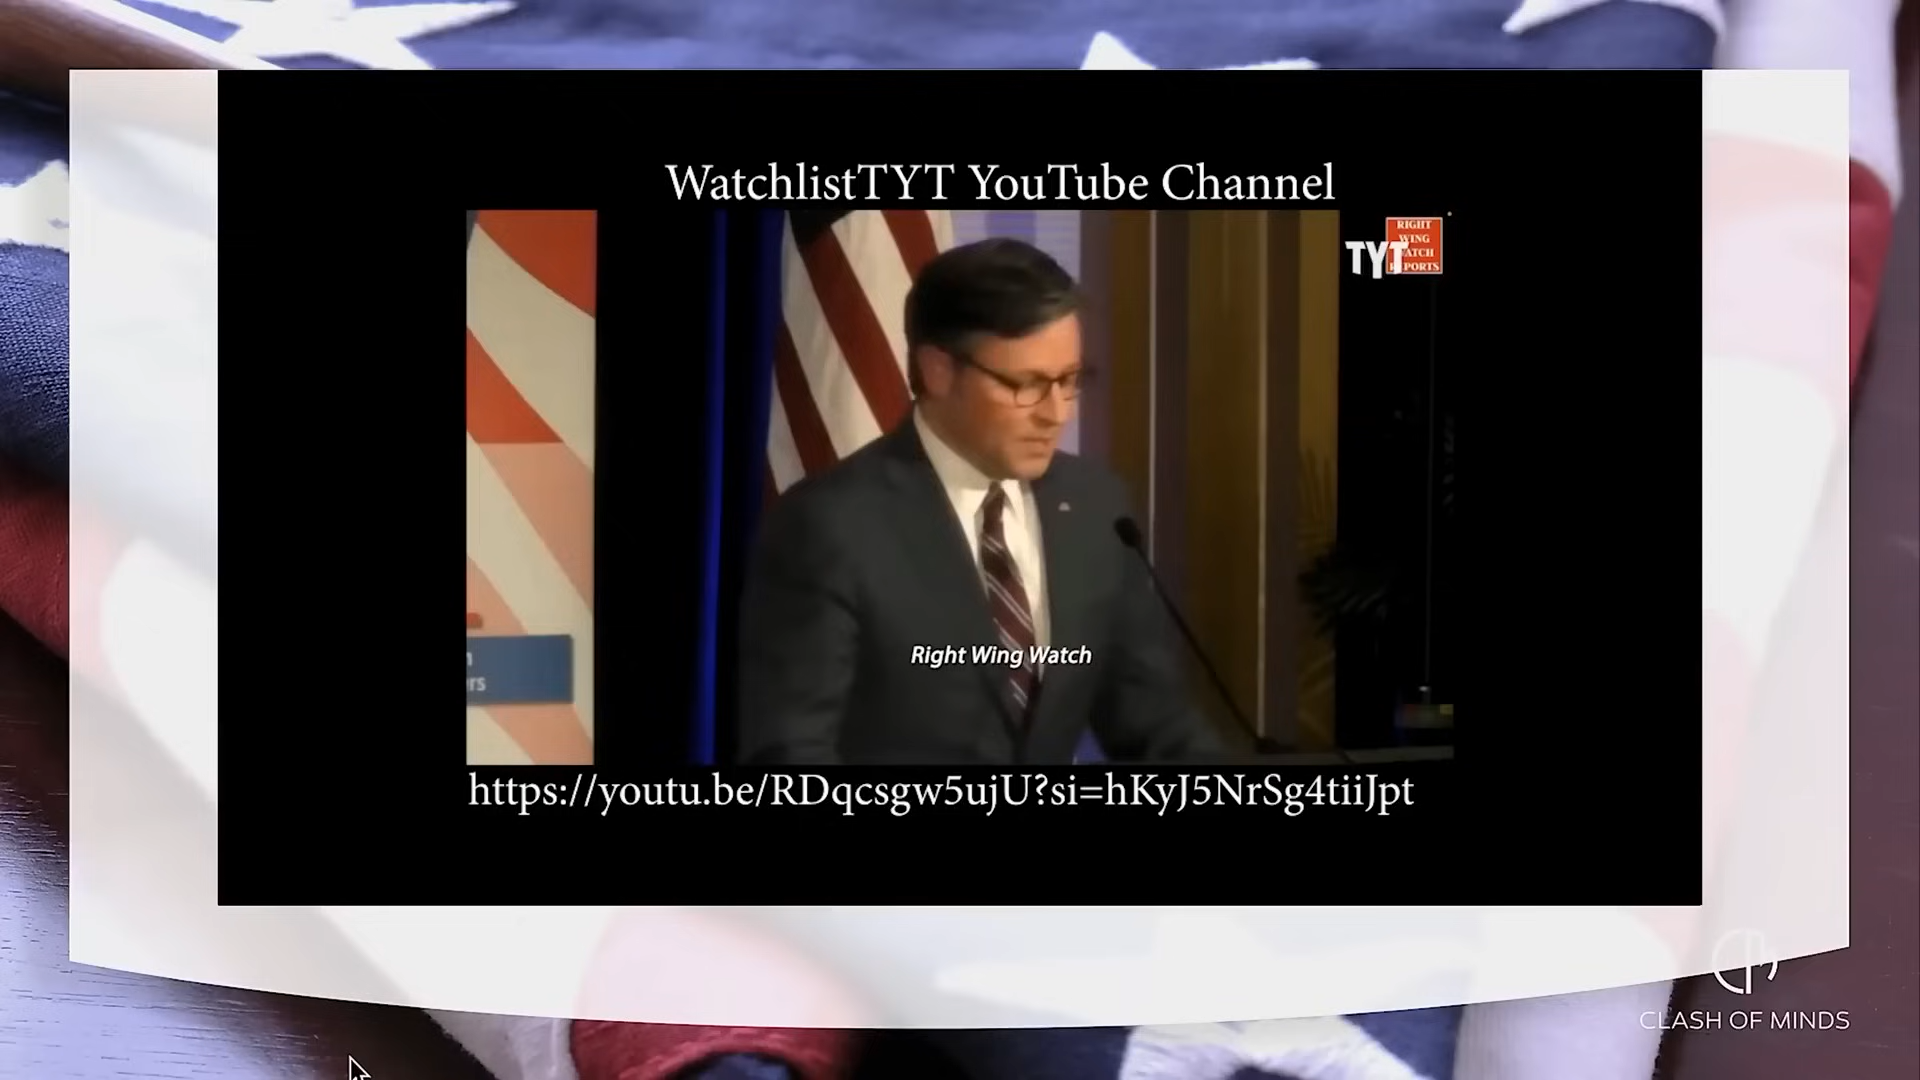 WatchlistTYT YouTube Channel
RIGHT
WING
WATCH
REPORTS
TYT
rs
Right Wing Watch
https://youtu.be/RDqcsgw5ujU?si=hKyJ5NrSg4tiiJpt
CLASH OF MINDS